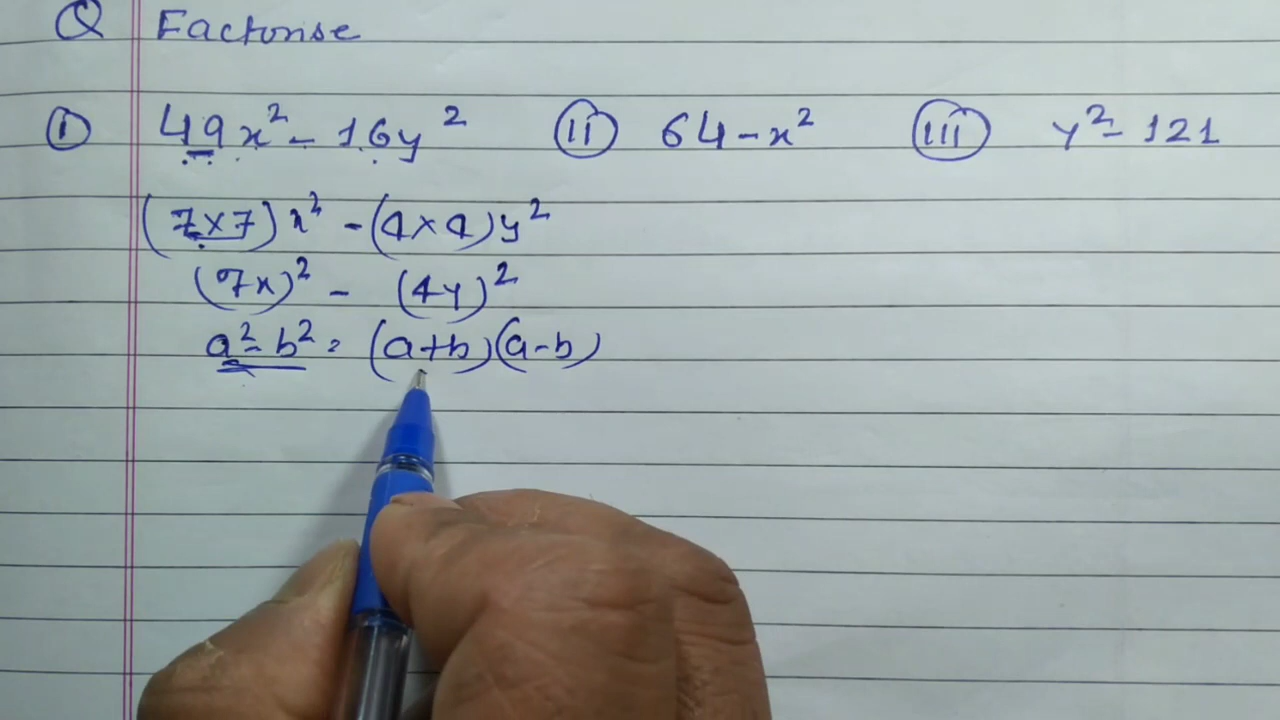 Q Factorise
(i) 49x² - 16y² (ii) 64 - x² (iii) y² - 121
(7×7)x² - (4×4)y²
(7x)² - (4y)²
a² - b² = (a+b)(a-b)